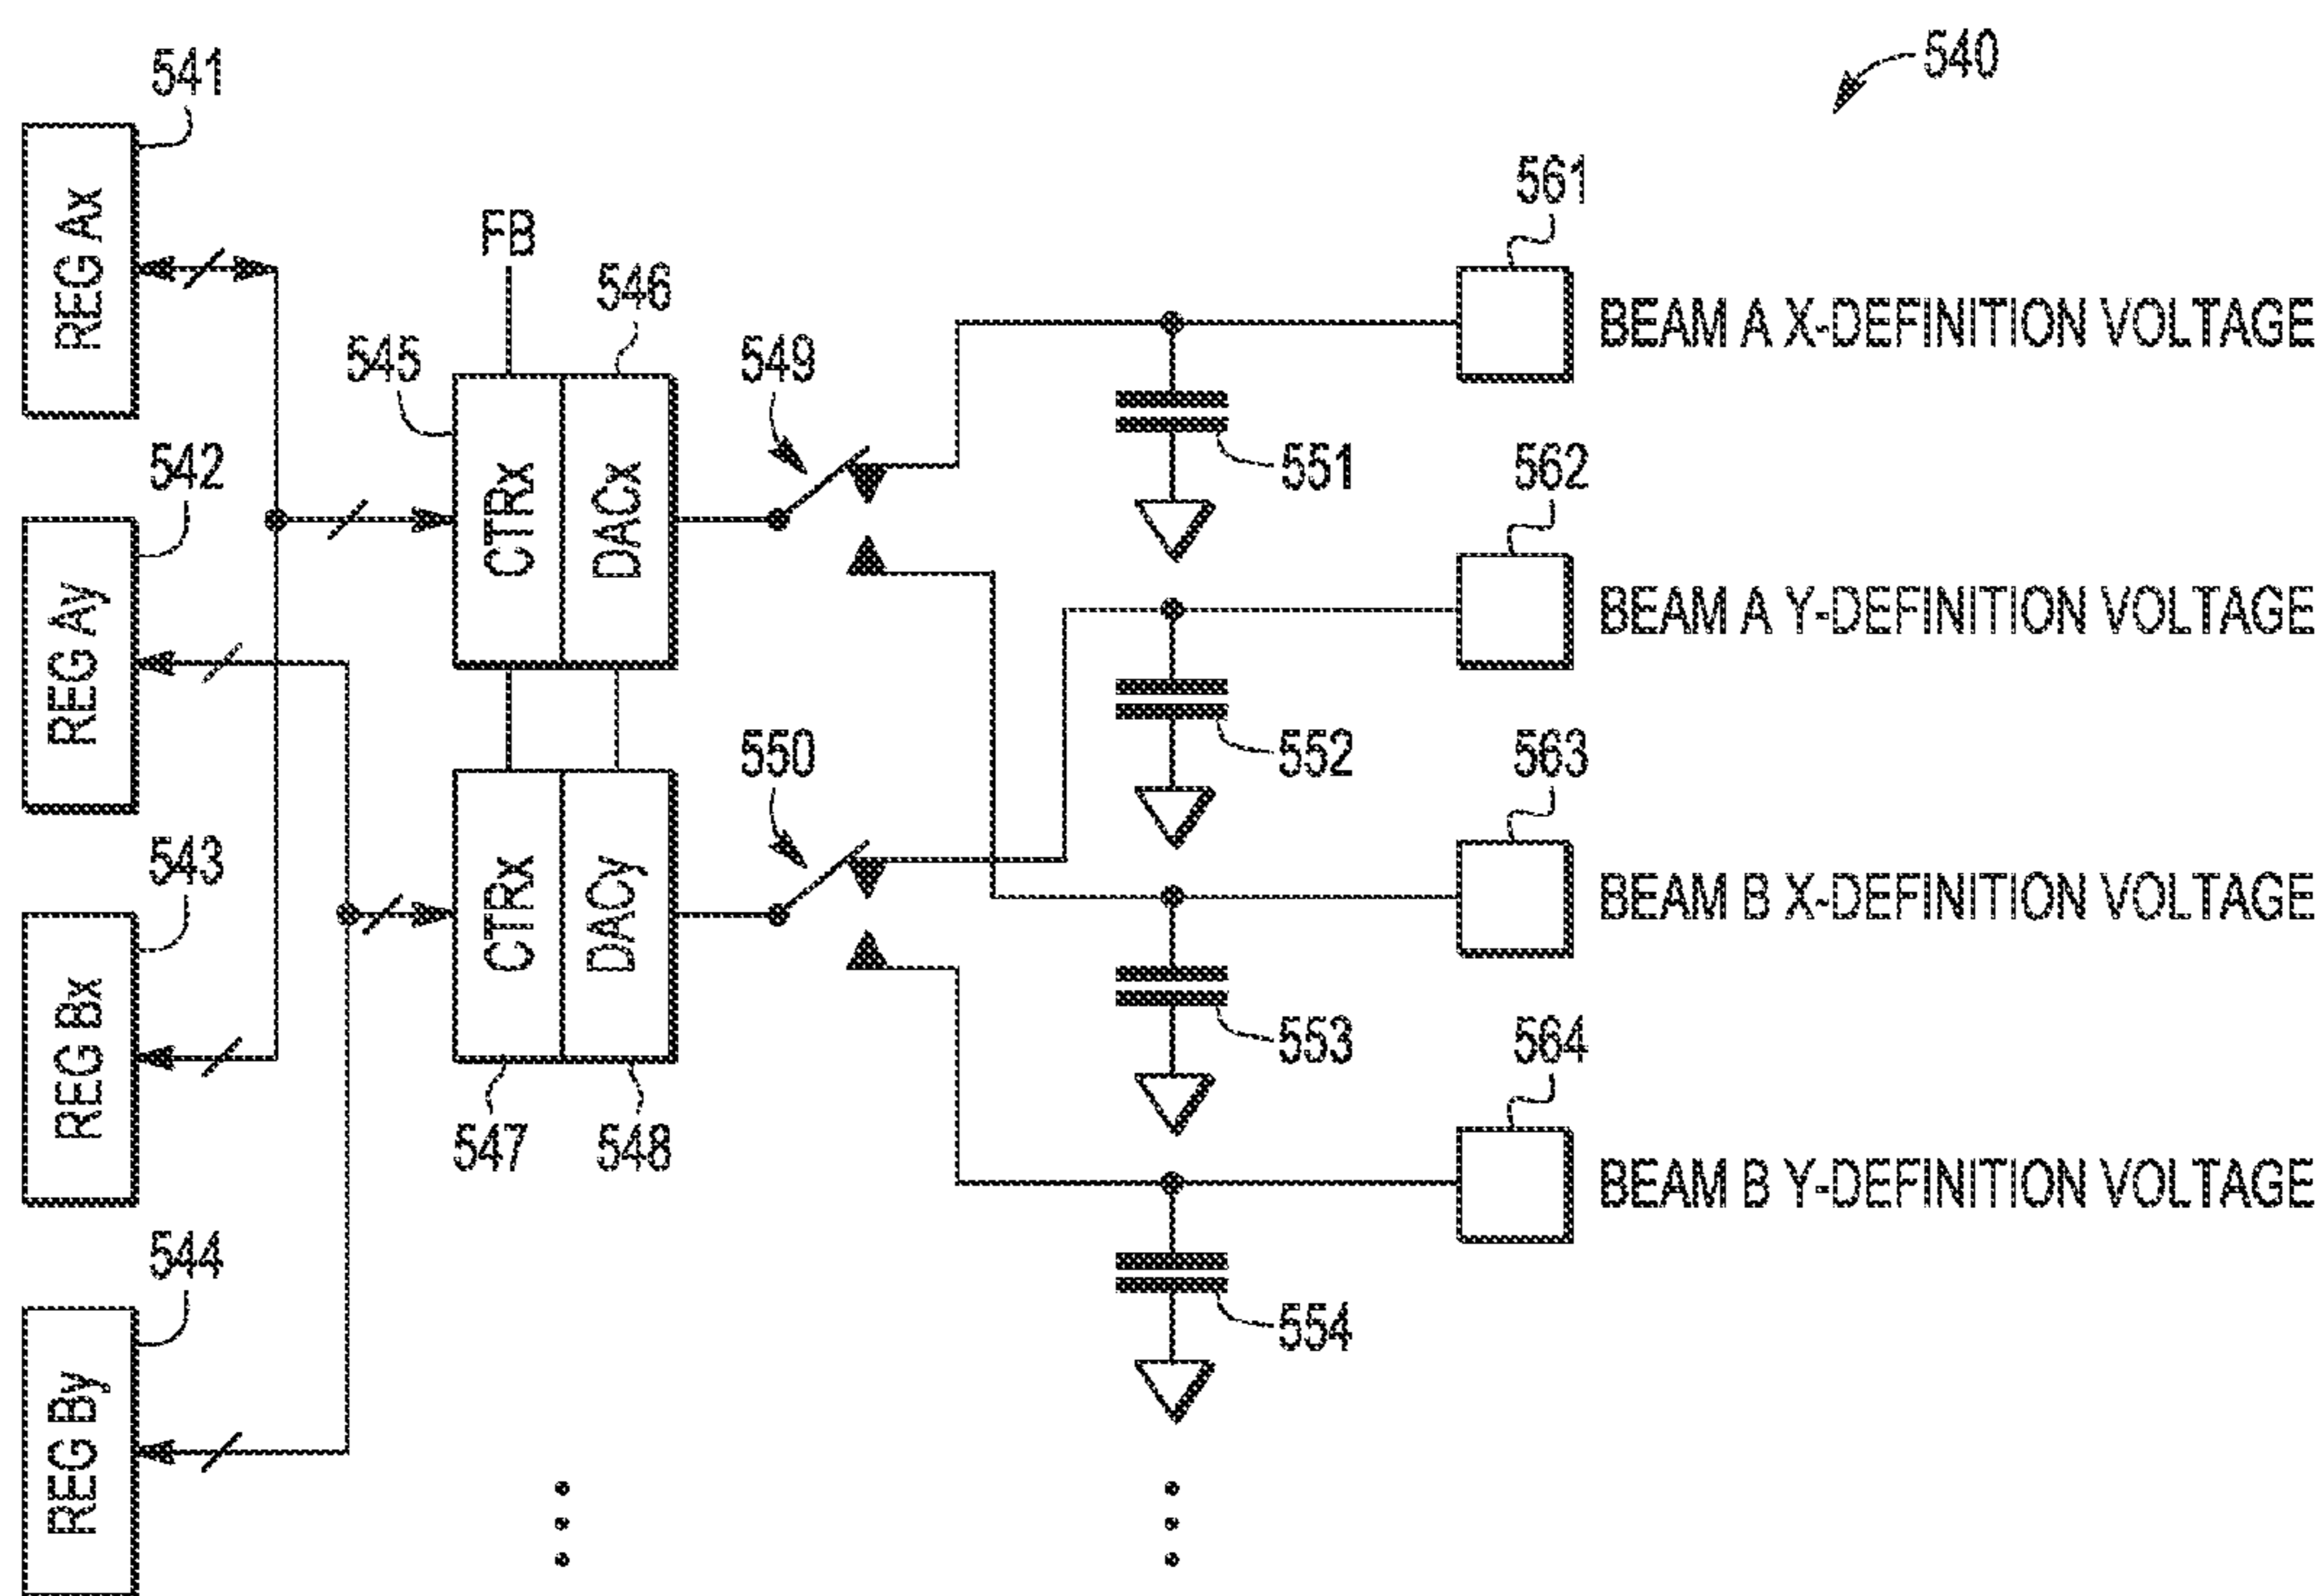 540
541
REG Ax
542
REG Ay
543
REG Bx
544
REG By
FB
545
546
CTRx
DACx
549
550
CTRx
DACy
547
548
551
552
553
554
561
BEAM A X-DEFINITION VOLTAGE
562
BEAM A Y-DEFINITION VOLTAGE
563
BEAM B X-DEFINITION VOLTAGE
564
BEAM B Y-DEFINITION VOLTAGE